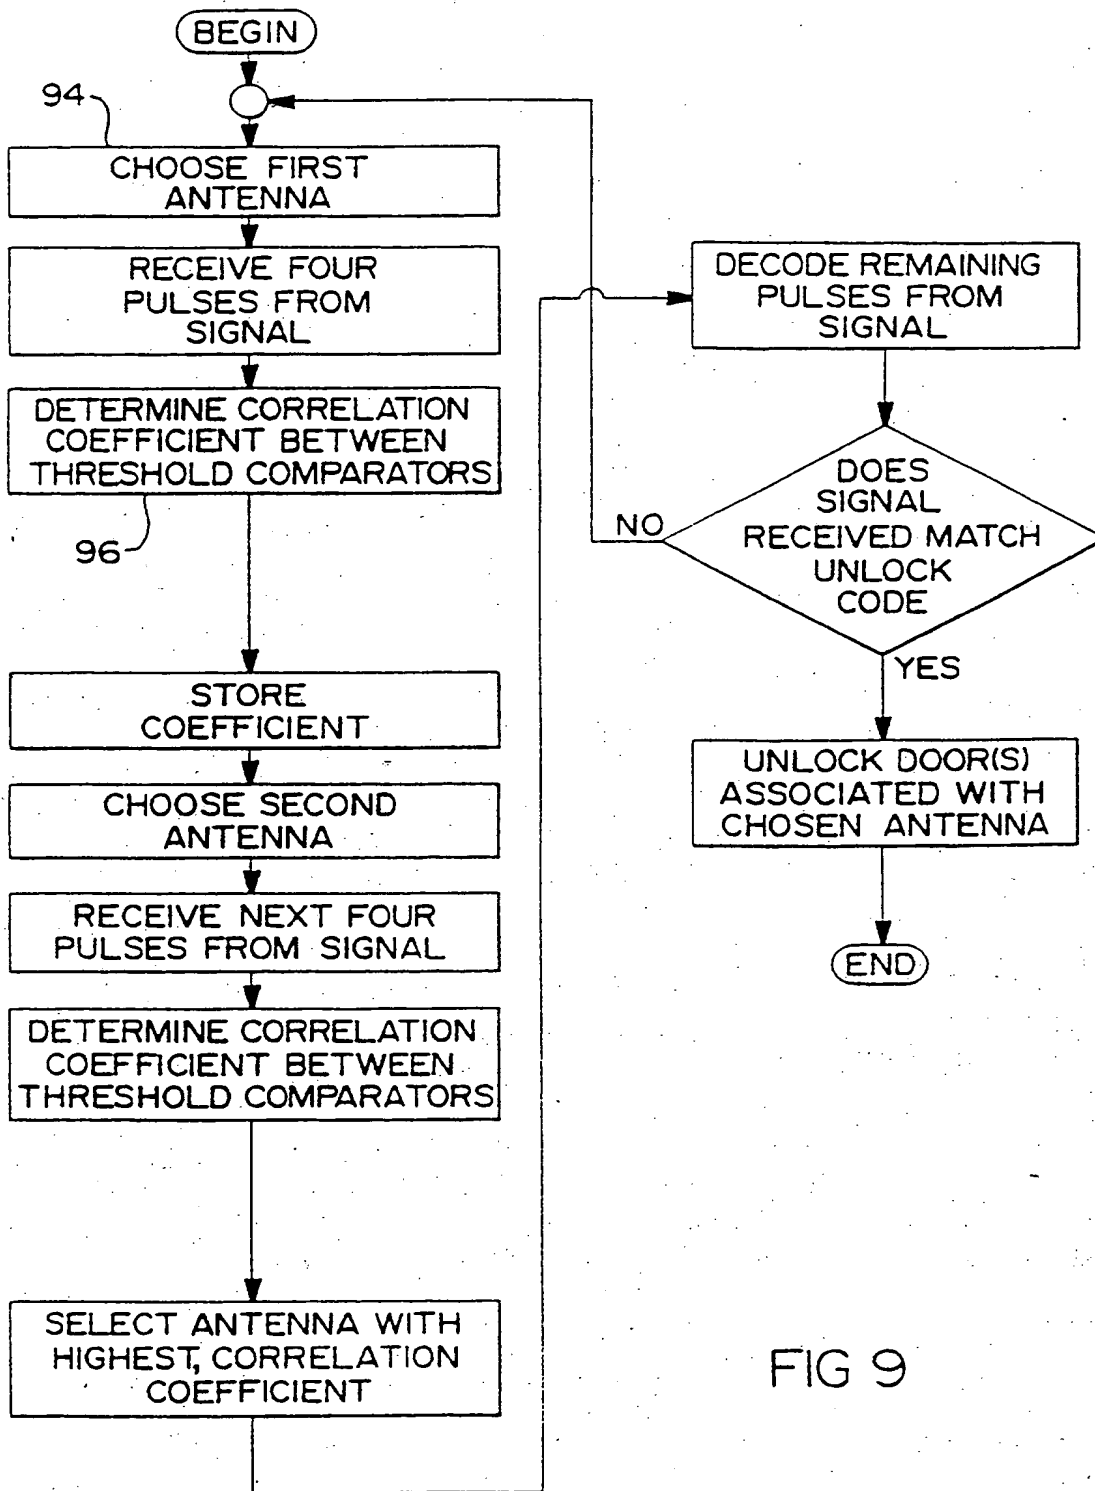 BEGIN
94
CHOOSE FIRST
ANTENNA
RECEIVE FOUR
PULSES FROM
SIGNAL
DETERMINE CORRELATION
COEFFICIENT BETWEEN
THRESHOLD COMPARATORS
96
STORE
COEFFICIENT
CHOOSE SECOND
ANTENNA
RECEIVE NEXT FOUR
PULSES FROM SIGNAL
DETERMINE CORRELATION
COEFFICIENT BETWEEN
THRESHOLD COMPARATORS
SELECT ANTENNA WITH
HIGHEST, CORRELATION
COEFFICIENT
DECODE REMAINING
PULSES FROM
SIGNAL
DOES
SIGNAL
RECEIVED MATCH
UNLOCK
CODE
NO
YES
UNLOCK DOOR(S)
ASSOCIATED WITH
CHOSEN ANTENNA
END
FIG 9